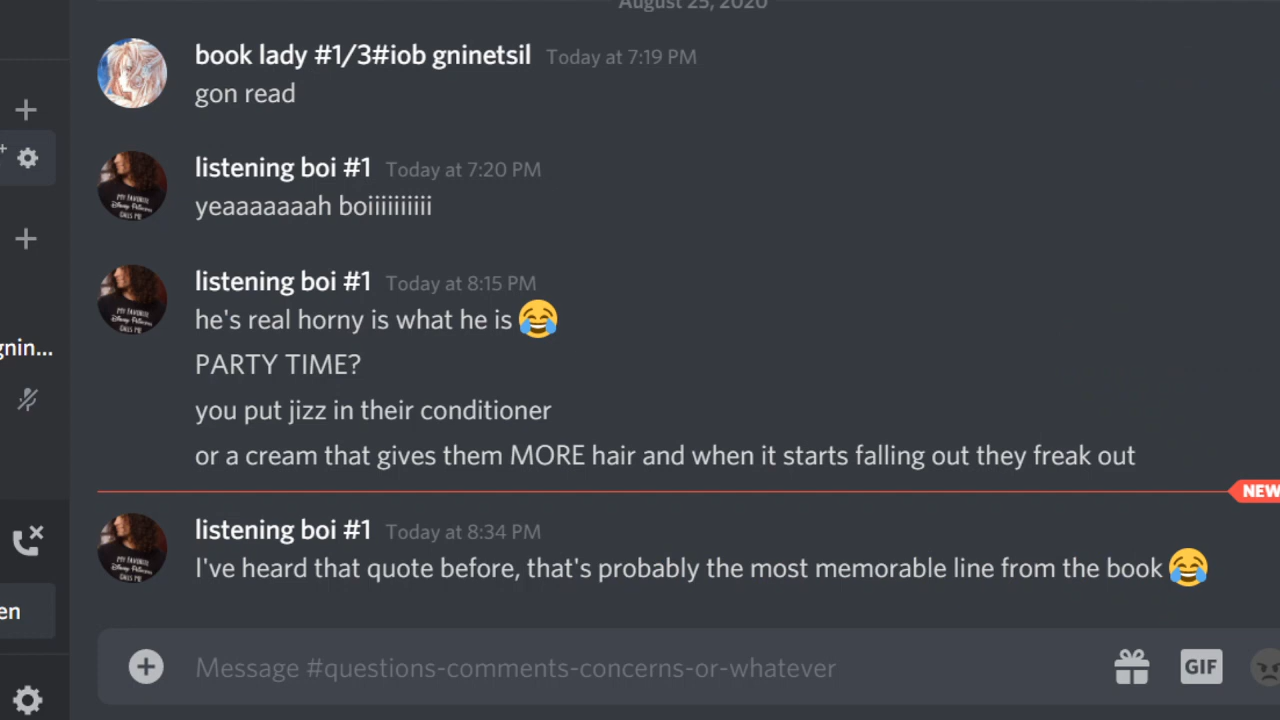 August 25, 2020
book lady #1/3#iob gninetsil Today at 7:19 PM
gon read
listening boi #1 Today at 7:20 PM
yeaaaaaaah boiiiiiiiiii
listening boi #1 Today at 8:15 PM
he's real horny is what he is 😂
PARTY TIME?
you put jizz in their conditioner
or a cream that gives them MORE hair and when it starts falling out they freak out
NEW
listening boi #1 Today at 8:34 PM
I've heard that quote before, that's probably the most memorable line from the book 😂
Message #questions-comments-concerns-or-whatever
GIF
gnin...
en